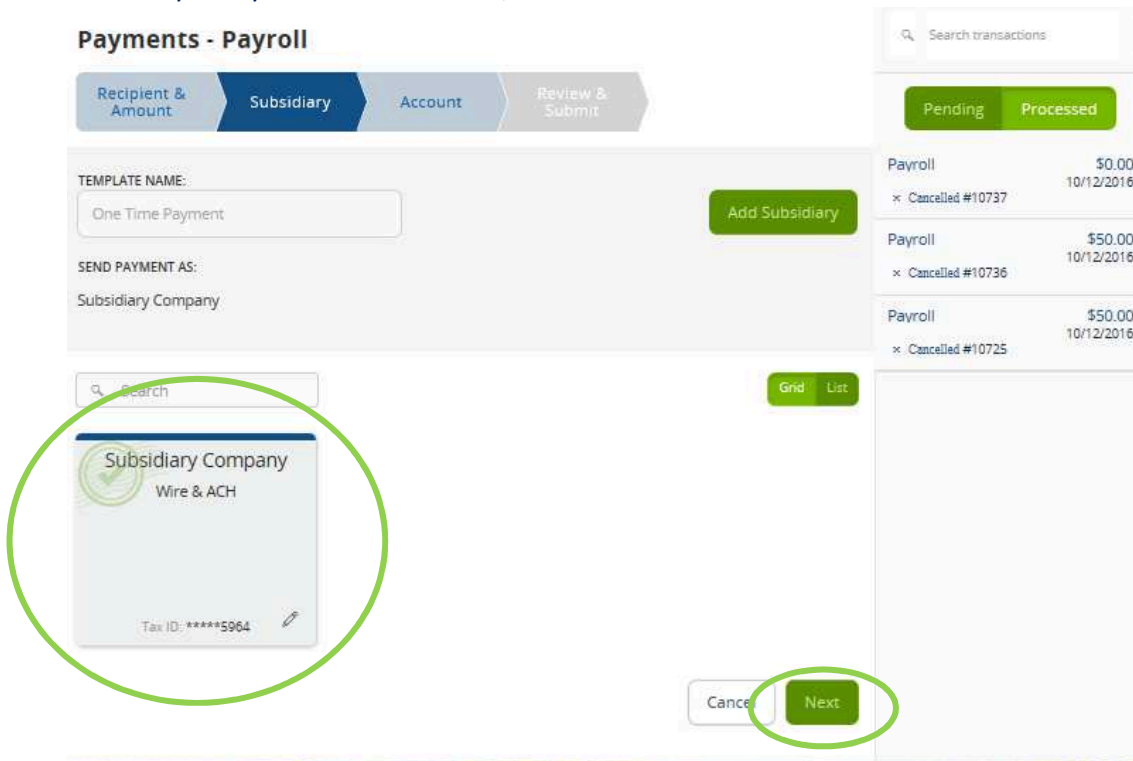 Payments - Payroll
Recipient & Amount
Subsidiary
Account
Review & Submit
TEMPLATE NAME:
One Time Payment
Add Subsidiary
SEND PAYMENT AS:
Subsidiary Company
Search
Grid List
Subsidiary Company
Wire & ACH
Tax ID: *****5964
Cancel
Next
Search transactions
Pending Processed
Payroll $0.00
10/12/2016
× Cancelled #10737
Payroll $50.00
10/12/2016
× Cancelled #10736
Payroll $50.00
10/12/2016
× Cancelled #10725